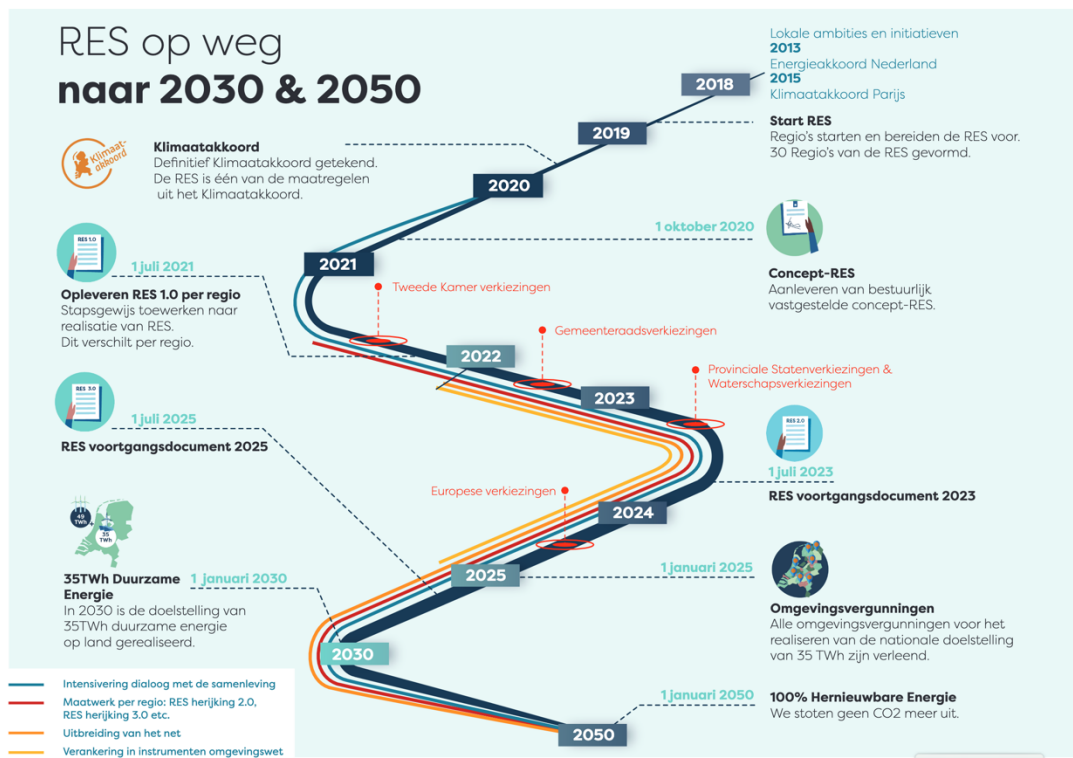 RES op weg
naar 2030 & 2050
Lokale ambities en initiatieven
2013
Energieakkoord Nederland
2015
Klimaatakkoord Parijs
2018
Start RES
Regio's starten en bereiden de RES voor.
30 Regio's van de RES gevormd.
2019
Klimaat-
akkoord
Klimaatakkoord
Definitief Klimaatakkoord getekend.
De RES is één van de maatregelen
uit het Klimaatakkoord.
2020
1 oktober 2020
Concept-RES
Aanleveren van bestuurlijk
vastgestelde concept-RES.
2021
RES 1.0
1 juli 2021
Opleveren RES 1.0 per regio
Stapsgewijs toewerken naar
realisatie van RES.
Dit verschilt per regio.
Tweede Kamer verkiezingen
2022
Gemeenteraadsverkiezingen
2023
Provinciale Statenverkiezingen &
Waterschapsverkiezingen
RES 2.0
1 juli 2023
RES voortgangsdocument 2023
RES 3.0
1 juli 2025
RES voortgangsdocument 2025
Europese verkiezingen
2024
2025
1 januari 2025
Omgevingsvergunningen
Alle omgevingsvergunningen voor het
realiseren van de nationale doelstelling
van 35 TWh zijn verleend.
49
TWh
35
TWh
35TWh Duurzame
Energie
1 januari 2030
In 2030 is de doelstelling van
35TWh duurzame energie
op land gerealiseerd.
2030
1 januari 2050
100% Hernieuwbare Energie
We stoten geen CO2 meer uit.
2050
Intensivering dialoog met de samenleving
Maatwerk per regio: RES herijking 2.0,
RES herijking 3.0 etc.
Uitbreiding van het net
Verankering in instrumenten omgevingswet